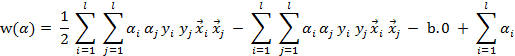 w(α) = 1/2 ∑_{i=1}^{l} ∑_{j=1}^{l} α_i α_j y_i y_j x⃗_i x⃗_j − ∑_{i=1}^{l} ∑_{j=1}^{l} α_i α_j y_i y_j x⃗_i x⃗_j − b.0 + ∑_{i=1}^{l} α_i